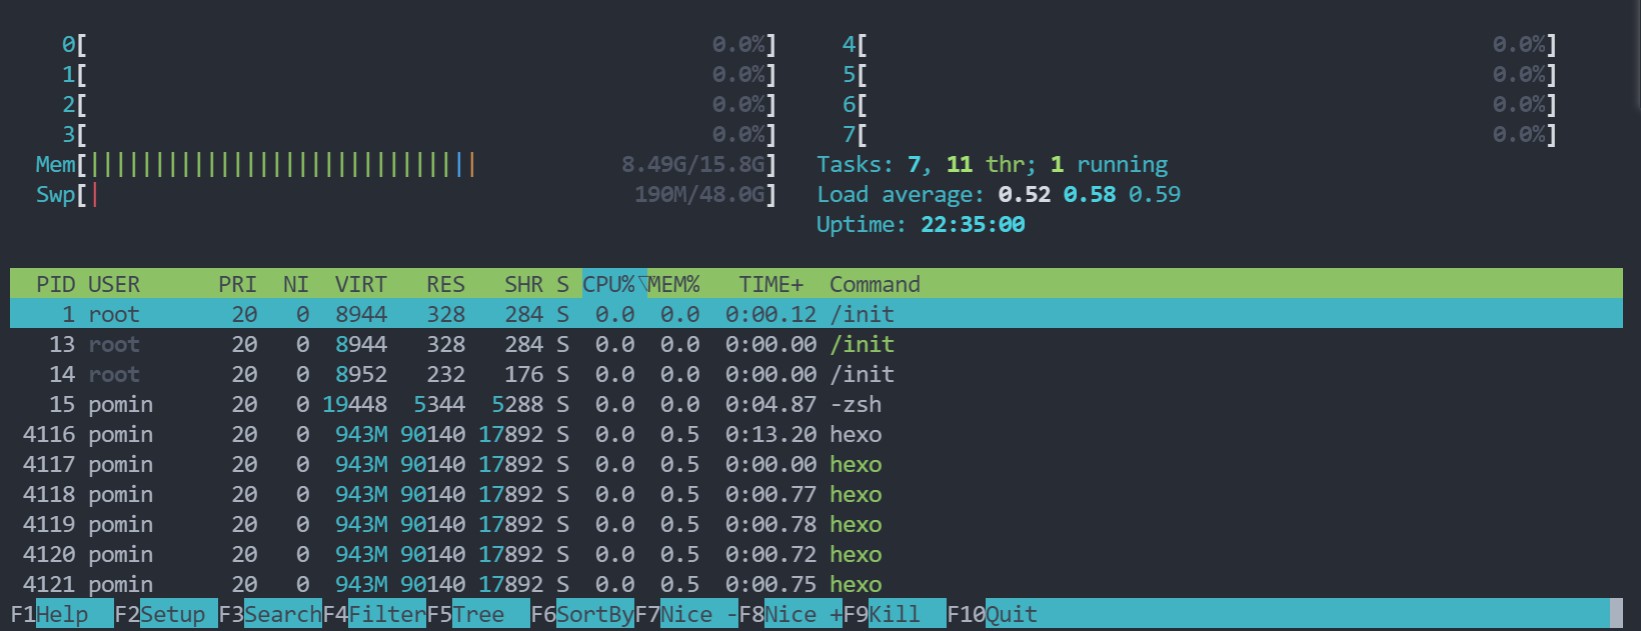 0[ 0.0%] 4[ 0.0%]
1[ 0.0%] 5[ 0.0%]
2[ 0.0%] 6[ 0.0%]
3[ 0.0%] 7[ 0.0%]
Mem[|||||||||||||||||||||||||||||| 8.49G/15.8G] Tasks: 7, 11 thr; 1 running
Swp[| 190M/48.0G] Load average: 0.52 0.58 0.59
Uptime: 22:35:00
PID USER PRI NI VIRT RES SHR S CPU%▽MEM% TIME+ Command
1 root 20 0 8944 328 284 S 0.0 0.0 0:00.12 /init
13 root 20 0 8944 328 284 S 0.0 0.0 0:00.00 /init
14 root 20 0 8952 232 176 S 0.0 0.0 0:00.00 /init
15 pomin 20 0 19448 5344 5288 S 0.0 0.0 0:04.87 -zsh
4116 pomin 20 0 943M 90140 17892 S 0.0 0.5 0:13.20 hexo
4117 pomin 20 0 943M 90140 17892 S 0.0 0.5 0:00.00 hexo
4118 pomin 20 0 943M 90140 17892 S 0.0 0.5 0:00.77 hexo
4119 pomin 20 0 943M 90140 17892 S 0.0 0.5 0:00.78 hexo
4120 pomin 20 0 943M 90140 17892 S 0.0 0.5 0:00.72 hexo
4121 pomin 20 0 943M 90140 17892 S 0.0 0.5 0:00.75 hexo
F1Help F2Setup F3SearchF4FilterF5Tree F6SortByF7Nice -F8Nice +F9Kill F10Quit